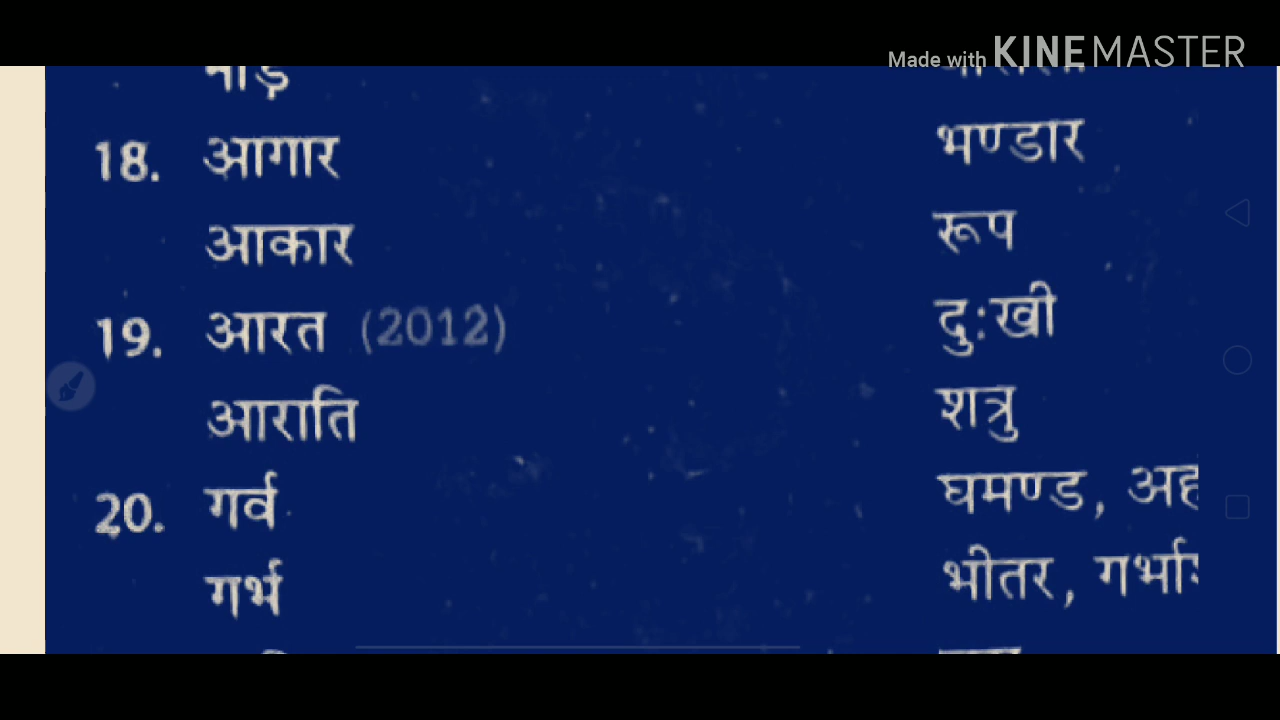 Made with KINEMASTER
18. आगार भण्डार
आकार रूप
19. आरत (2012) दुःखी
आराति शत्रु
20. गर्व घमण्ड,
गर्भ भीतर,